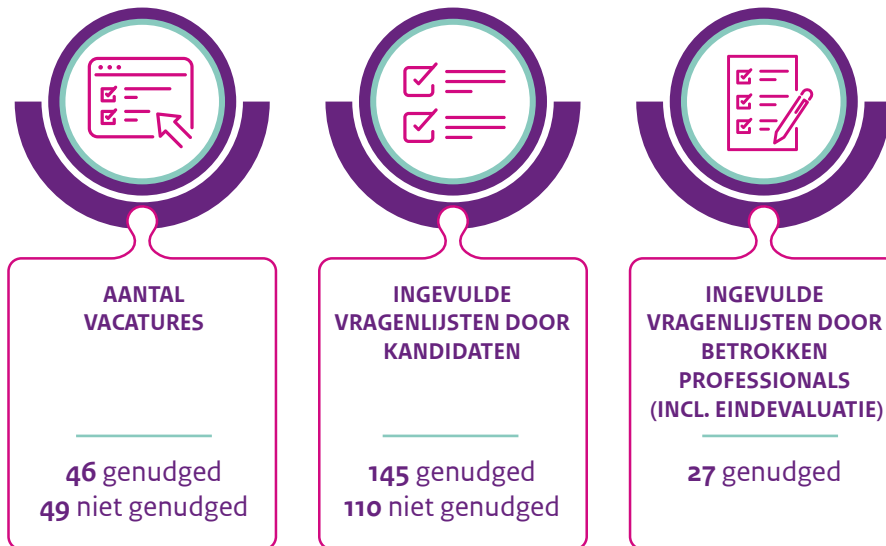 AANTAL
VACATURES
46 genudged
49 niet genudged
INGEVULDE
VRAGENLIJSTEN DOOR
KANDIDATEN
145 genudged
110 niet genudged
INGEVULDE
VRAGENLIJSTEN DOOR
BETROKKEN
PROFESSIONALS
(INCL. EINDEVALUATIE)
27 genudged